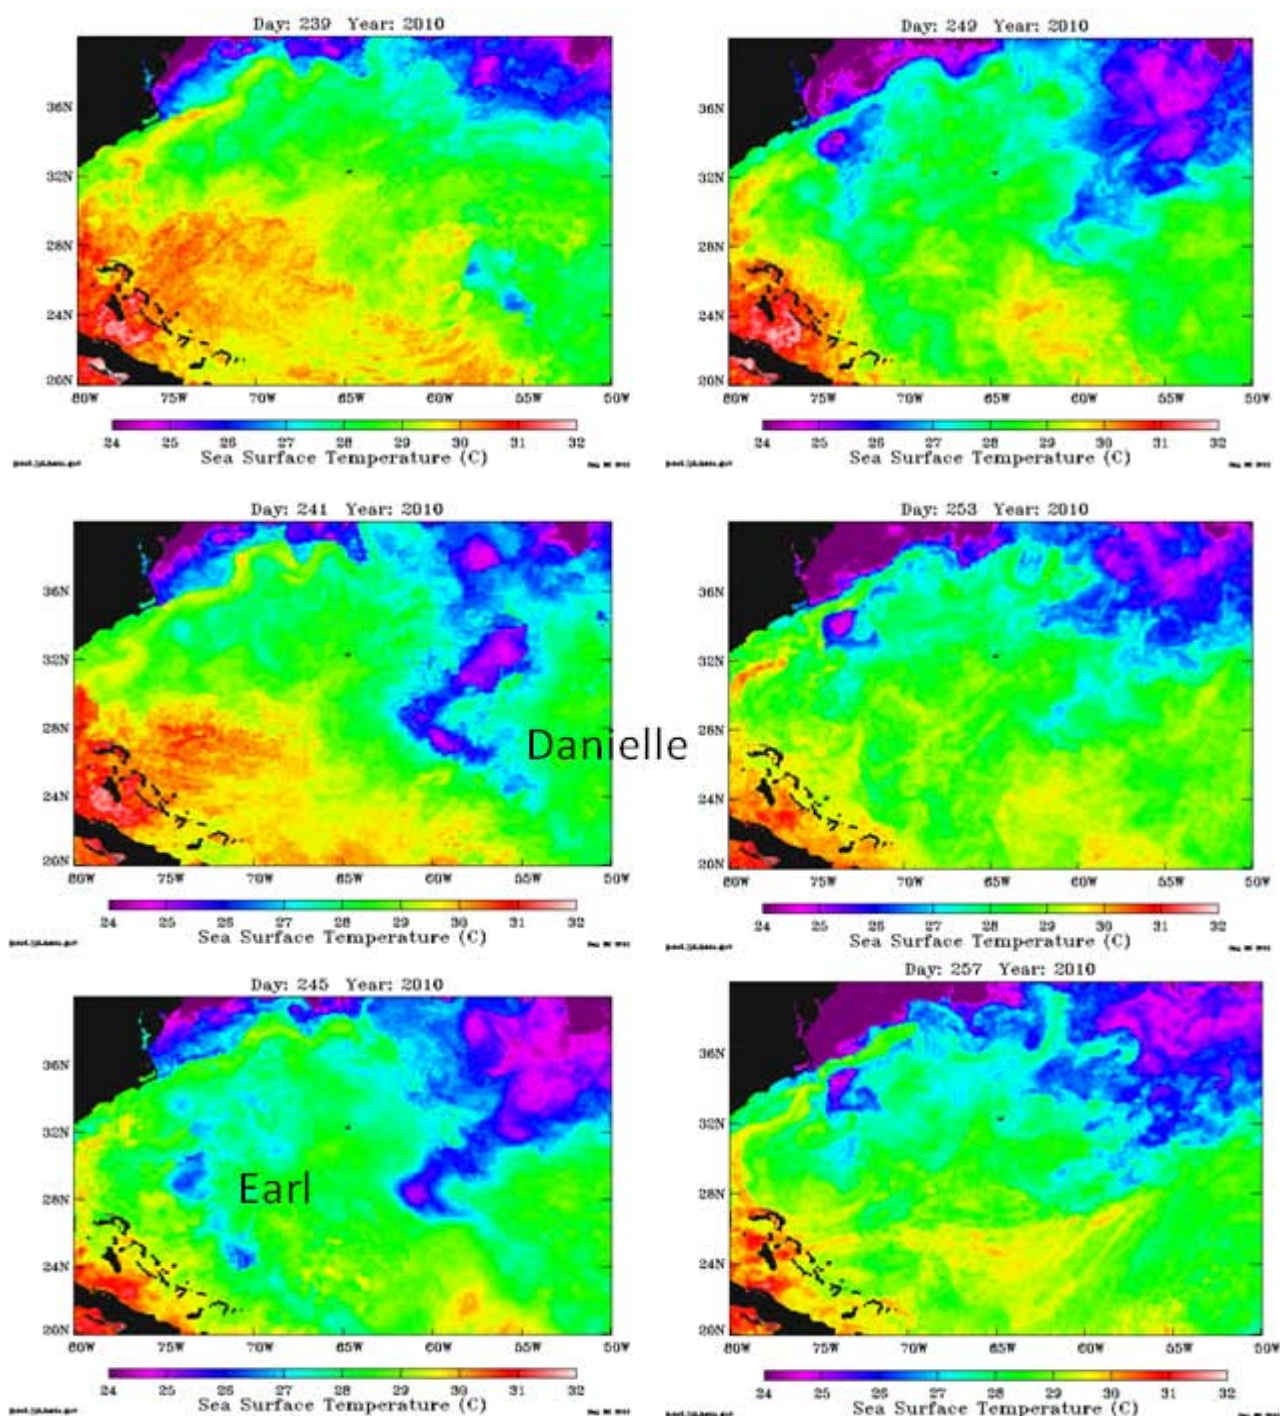 Day: 239 Year: 2010
36N
32N
28N
24N
20N
80W 75W 70W 65W 60W 55W 50W
24 25 26 27 28 29 30 31 32
Sea Surface Temperature (C)
Day: 249 Year: 2010
36N
32N
28N
24N
20N
80W 75W 70W 65W 60W 55W 50W
24 25 26 27 28 29 30 31 32
Sea Surface Temperature (C)
Day: 241 Year: 2010
36N
32N
28N
24N
20N
80W 75W 70W 65W 60W 55W 50W
24 25 26 27 28 29 30 31 32
Sea Surface Temperature (C)
Danielle
Day: 253 Year: 2010
36N
32N
28N
24N
20N
80W 75W 70W 65W 60W 55W 50W
24 25 26 27 28 29 30 31 32
Sea Surface Temperature (C)
Day: 245 Year: 2010
36N
32N
28N
24N
20N
Earl
80W 75W 70W 65W 60W 55W 50W
24 25 26 27 28 29 30 31 32
Sea Surface Temperature (C)
Day: 257 Year: 2010
36N
32N
28N
24N
20N
80W 75W 70W 65W 60W 55W 50W
24 25 26 27 28 29 30 31 32
Sea Surface Temperature (C)